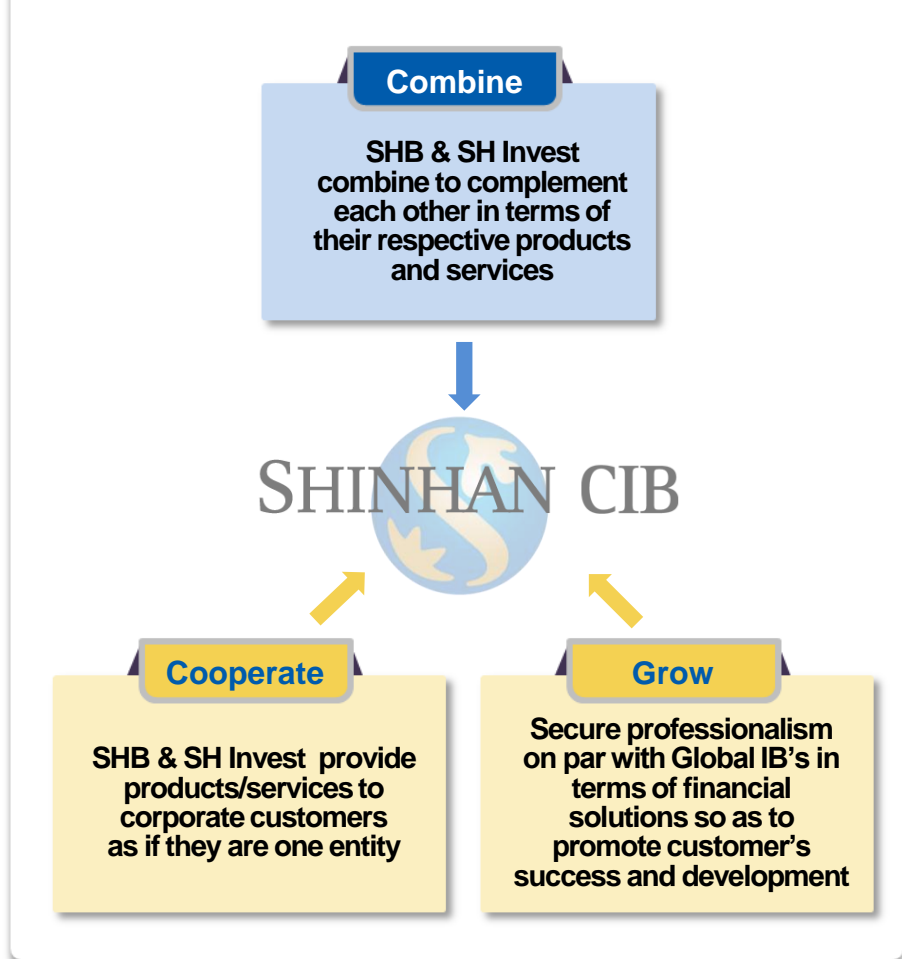 Combine
SHB & SH Invest
combine to complement
each other in terms of
their respective products
and services
SHINHAN CIB
Cooperate
SHB & SH Invest provide
products/services to
corporate customers
as if they are one entity
Grow
Secure professionalism
on par with Global IB's in
terms of financial
solutions so as to
promote customer's
success and development